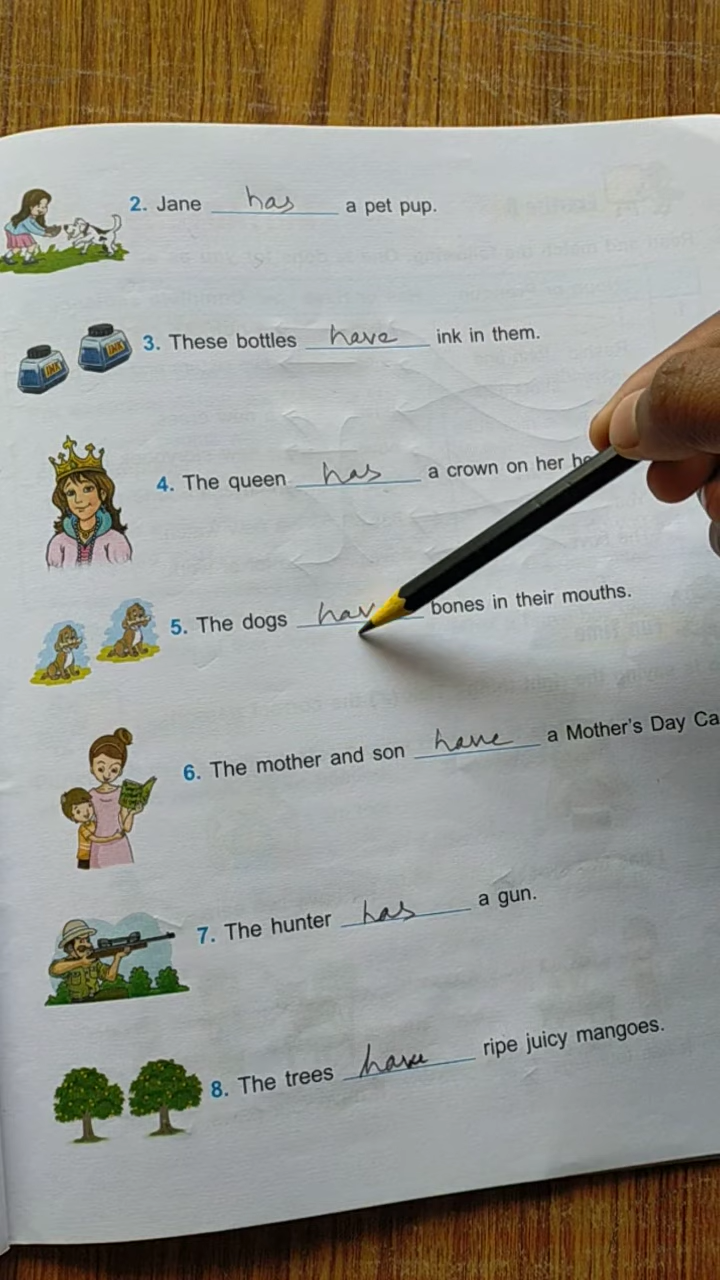 2. Jane has a pet pup.
INK INK
3. These bottles have ink in them.
4. The queen has a crown on her
5. The dogs bones in their mouths.
6. The mother and son have a Mother's Day
7. The hunter has a gun.
8. The trees have ripe juicy mangoes.